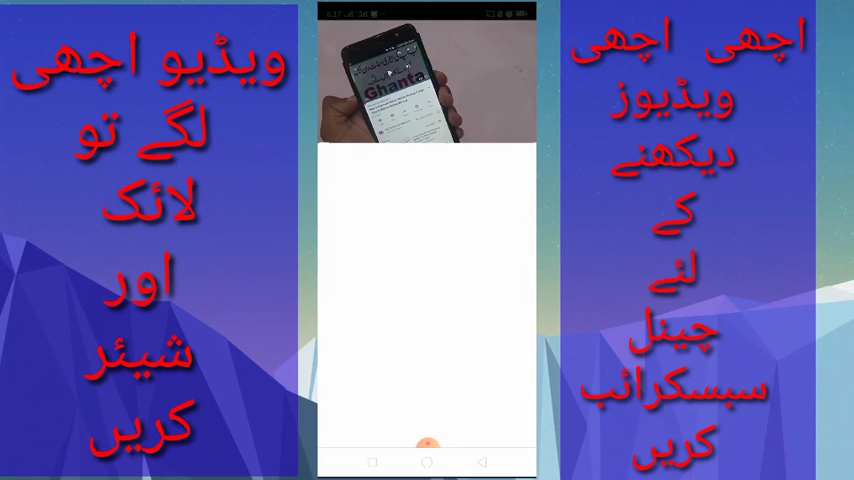 ویڈیو اچھی
لگے تو
لائک
اور
شیئر
کریں
Ghanta
اچھی اچھی
ویڈیوز
دیکھنے
کے
لئے
چینل
سبسکرائب
کریں